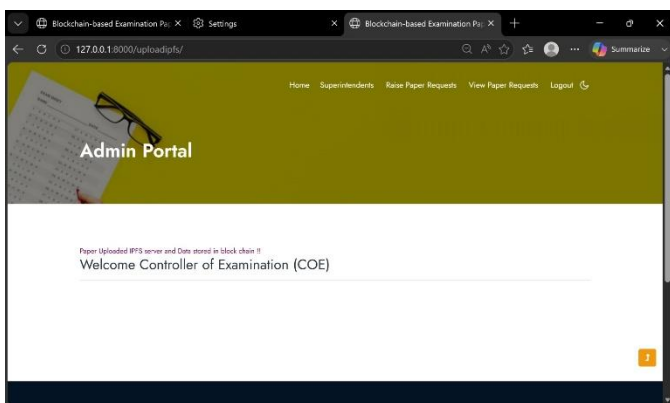 Blockchain-based Examination Pap
Settings
Blockchain-based Examination Pap
127.0.0.1:8000/uploadipfs/
Summarize
Home Superintendents Raise Paper Requests View Paper Requests Logout
Admin Portal
Paper Uploaded IPFS server and Data stored in block chain !!
Welcome Controller of Examination (COE)